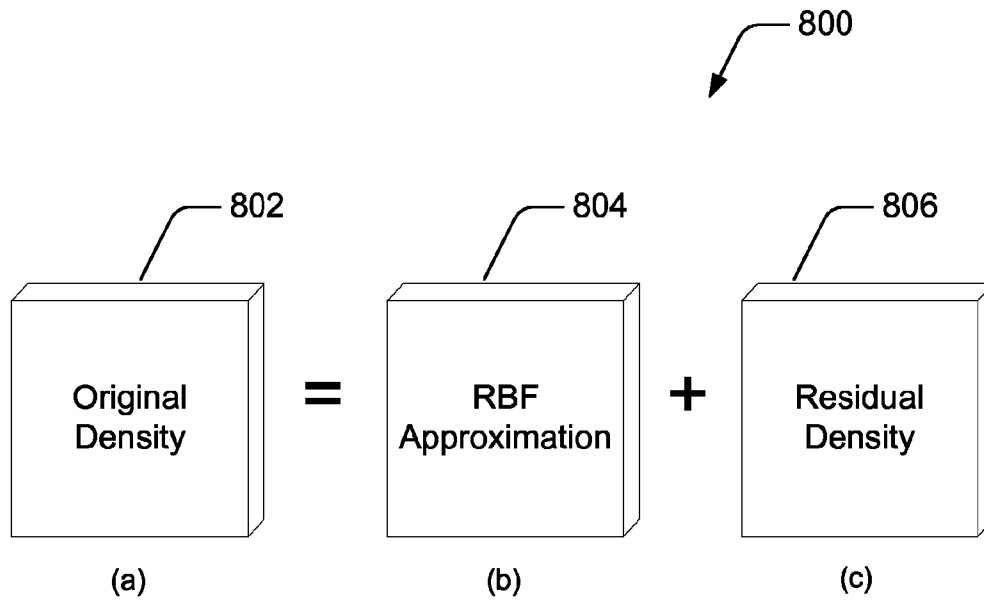 800
802
804
806
Original
Density
=
RBF
Approximation
+
Residual
Density
(a)
(b)
(c)